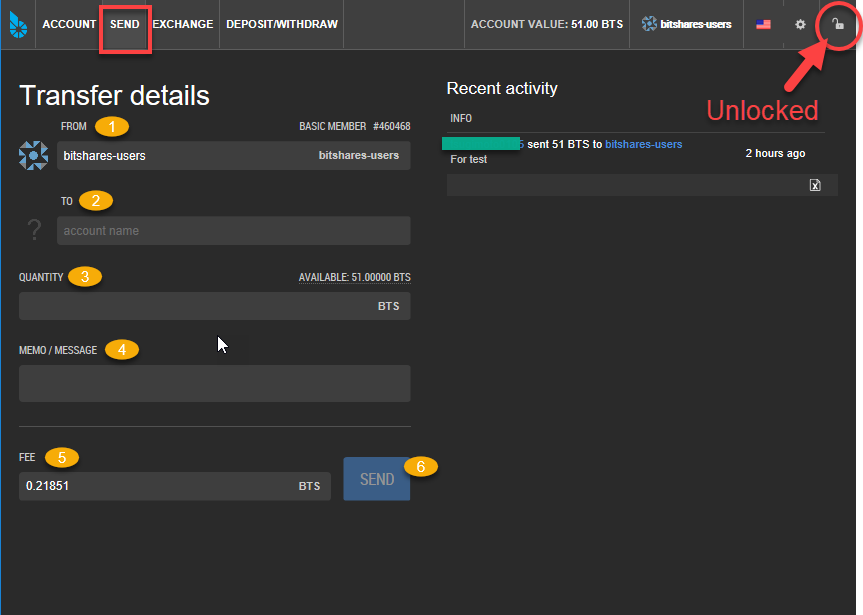 ACCOUNT SEND EXCHANGE DEPOSIT/WITHDRAW ACCOUNT VALUE: 51.00 BTS bitshares-users
Unlocked
Transfer details
FROM 1 BASIC MEMBER #460468
bitshares-users bitshares-users
TO 2
? account name
QUANTITY 3 AVAILABLE: 51.00000 BTS
BTS
MEMO / MESSAGE 4
FEE 5
0.21851 BTS
SEND 6
Recent activity
INFO
5 sent 51 BTS to bitshares-users
For test
2 hours ago